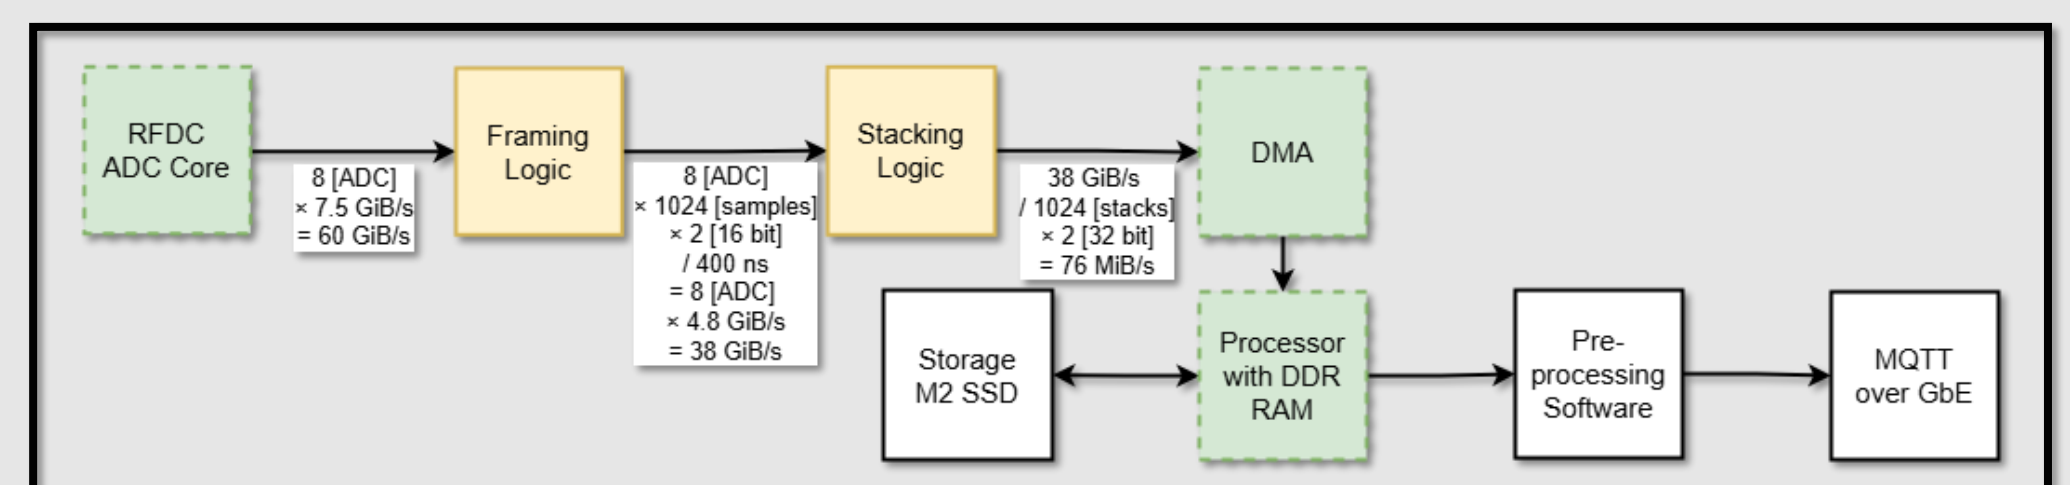 RFDC
ADC Core
8 [ADC]
× 7.5 GiB/s
= 60 GiB/s
Framing
Logic
8 [ADC]
× 1024 [samples]
× 2 [16 bit]
/ 400 ns
= 8 [ADC]
× 4.8 GiB/s
= 38 GiB/s
Stacking
Logic
38 GiB/s
/ 1024 [stacks]
× 2 [32 bit]
= 76 MiB/s
DMA
Storage
M2 SSD
Processor
with DDR
RAM
Pre-
processing
Software
MQTT
over GbE